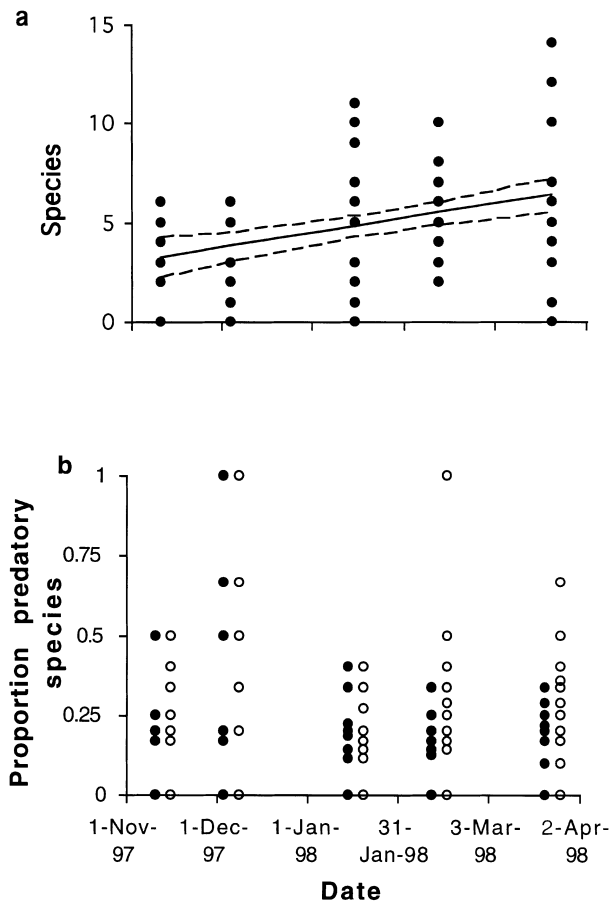 a
15
10
5
0
Species
b
1
0.75
0.5
0.25
0
Proportion predatory
species
1-Nov- 1-Dec- 1-Jan- 31- 3-Mar- 2-Apr-
97 97 98 Jan-98 98 98
Date